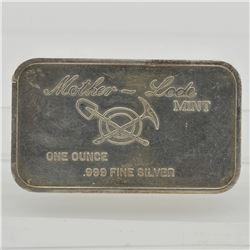 Mother - Lode
MINT
ONE OUNCE
.999 FINE SILVER